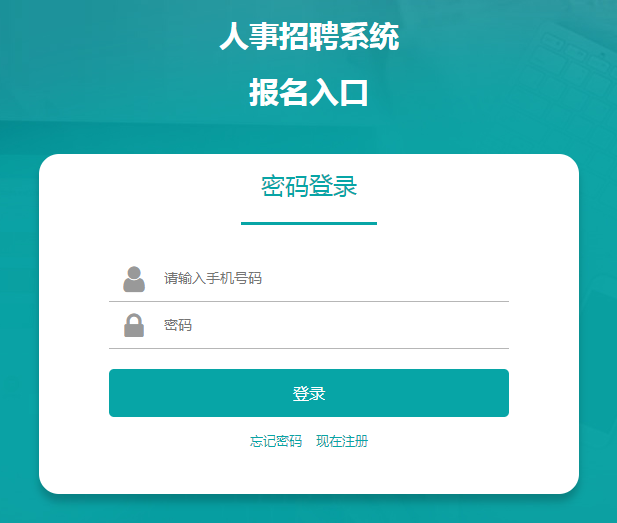 人事招聘系统
报名入口
密码登录
请输入手机号码
密码
登录
忘记密码 现在注册